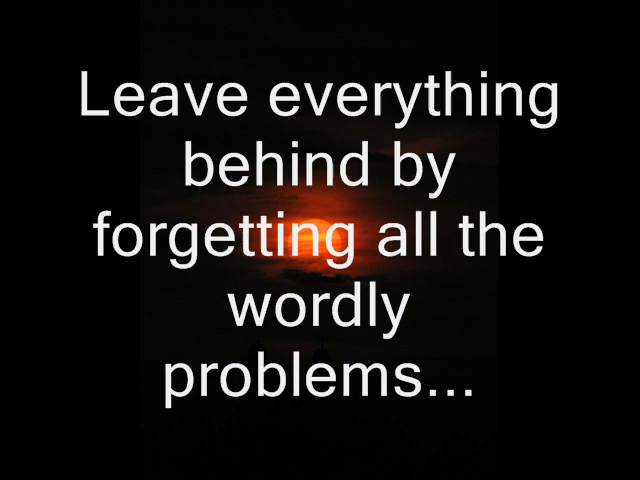 Leave everything
behind by
forgetting all the
wordly
problems...